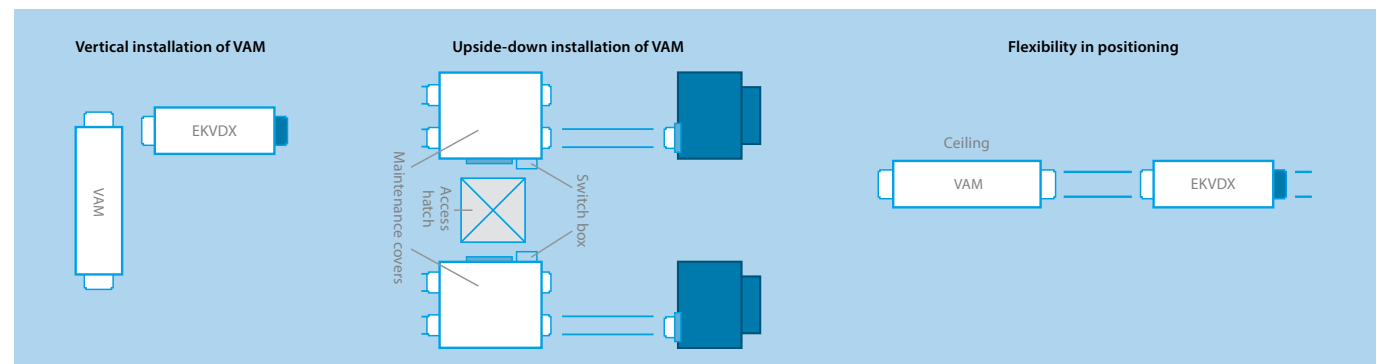 Vertical installation of VAM
EKVDX
VAM
Upside-down installation of VAM
Maintenance covers
Access
hatch
Switch box
Flexibility in positioning
Ceiling
VAM
EKVDX